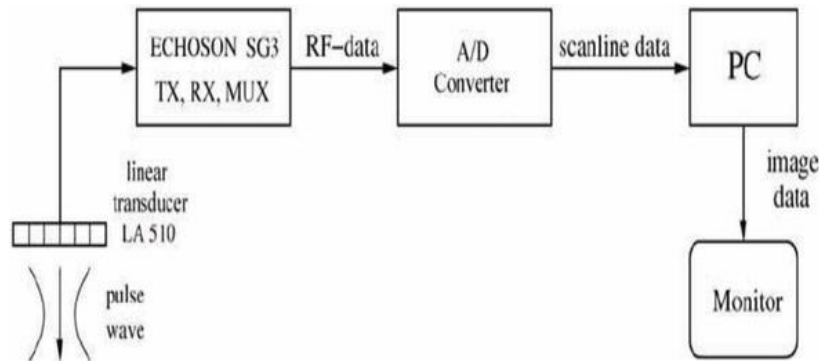 ECHOSON SG3
TX, RX, MUX
RF-data
A/D
Converter
scanline data
PC
linear
transducer
LA 510
image
data
pulse
wave
Monitor